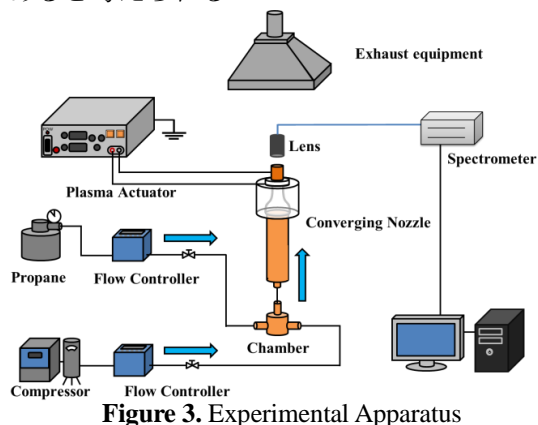 Exhaust equipment
Lens
Spectrometer
Plasma Actuator
Converging Nozzle
Propane
Flow Controller
Chamber
Compressor
Flow Controller
Figure 3. Experimental Apparatus